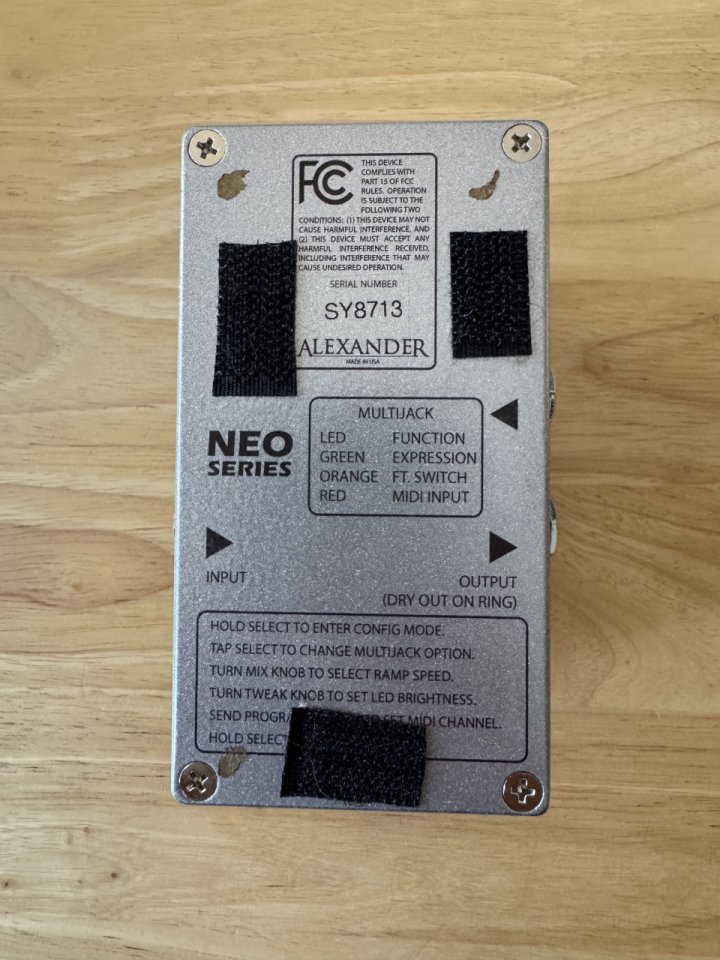 FC
THIS DEVICE
COMPLIES WITH
PART 15 OF FCC
RULES. OPERATION
IS SUBJECT TO THE
FOLLOWING TWO
CONDITIONS: (1) THIS DEVICE MAY NOT
CAUSE HARMFUL INTERFERENCE, AND
(2) THIS DEVICE MUST ACCEPT ANY
HARMFUL INTERFERENCE RECEIVED,
INCLUDING INTERFERENCE THAT MAY
CAUSE UNDESIRED OPERATION.
SERIAL NUMBER
SY8713
ALEXANDER
MADE IN USA
NEO
SERIES
MULTIJACK
LED FUNCTION
GREEN EXPRESSION
ORANGE FT. SWITCH
RED MIDI INPUT
INPUT
OUTPUT
(DRY OUT ON RING)
HOLD SELECT TO ENTER CONFIG MODE.
TAP SELECT TO CHANGE MULTIJACK OPTION.
TURN MIX KNOB TO SELECT RAMP SPEED.
TURN TWEAK KNOB TO SET LED BRIGHTNESS.
SEND SET MIDI CHANNEL.
HOLD SELECT